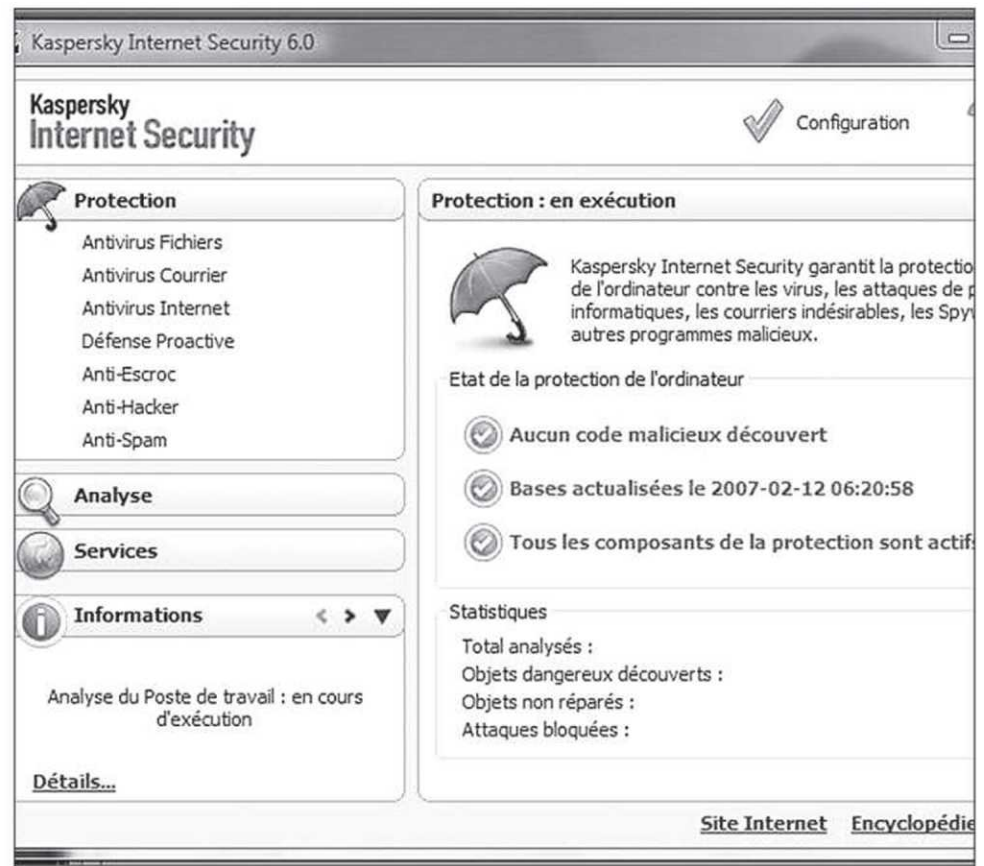 Kaspersky Internet Security 6.0
Kaspersky
Internet Security
Configuration
Protection
Antivirus Fichiers
Antivirus Courrier
Antivirus Internet
Défense Proactive
Anti-Escroc
Anti-Hacker
Anti-Spam
Analyse
Services
Informations
Analyse du Poste de travail : en cours
d'exécution
Détails...
Protection : en exécution
Kaspersky Internet Security garantit la protectio
de l'ordinateur contre les virus, les attaques de p
informatiques, les courriers indésirables, les Spy
autres programmes malicieux.
Etat de la protection de l'ordinateur
Aucun code malicieux découvert
Bases actualisées le 2007-02-12 06:20:58
Tous les composants de la protection sont actifs
Statistiques
Total analysés :
Objets dangereux découverts :
Objets non réparés :
Attaques bloquées :
Site Internet Encyclopédie